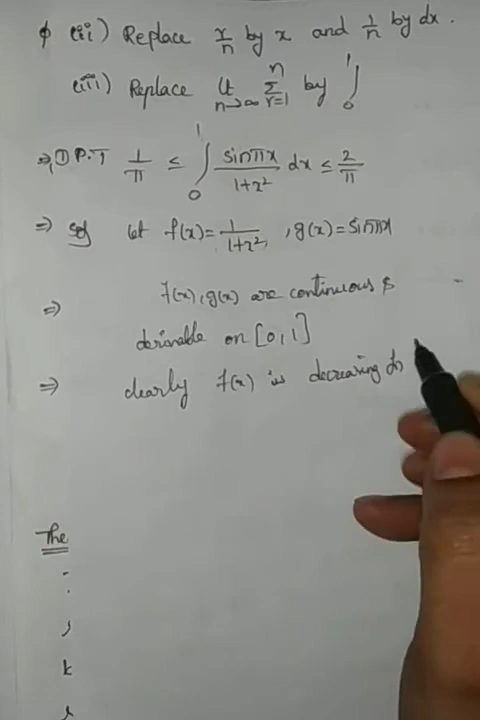 (ii) Replace r/n by x and 1/n by dx.
(iii) Replace Lt n→∞ Σ r=1 n by ∫ 0 1
⇒ ① P.T 1/π ≤ ∫ 0 1 sinπx/1+x² dx ≤ 2/π
⇒ Sol let f(x)=1/1+x², g(x)=sinπx
⇒ f(x), g(x) are continuous &
derivable on [0,1]
⇒ clearly f(x) is decreasing
The
-
j
k